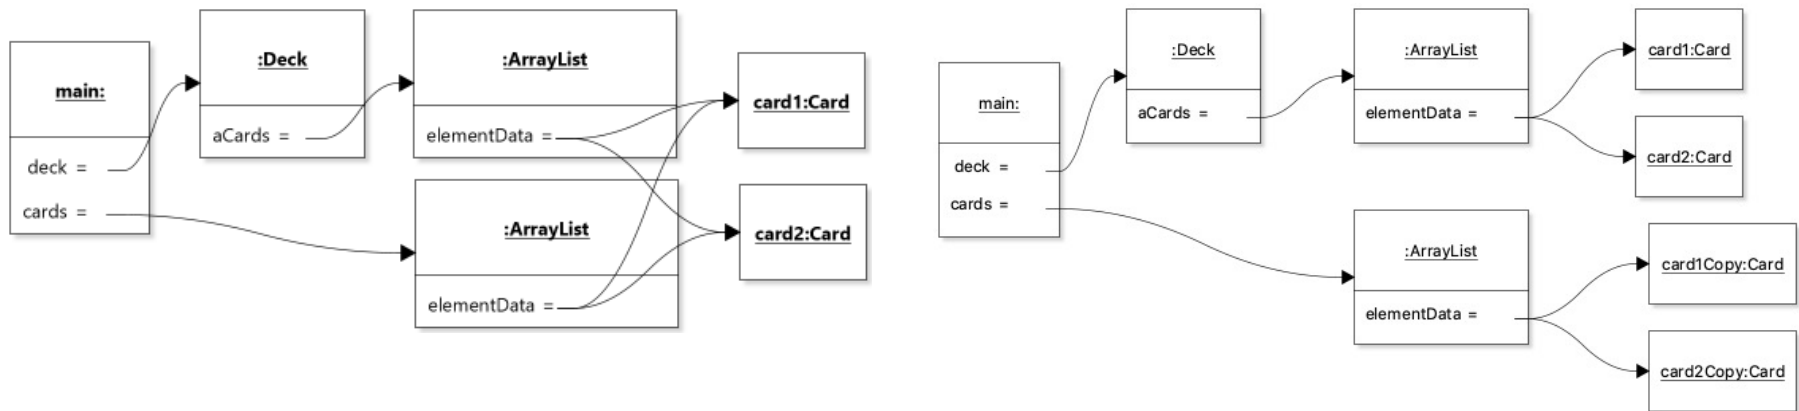 main:
deck =
cards =
:Deck
aCards =
:ArrayList
elementData =
:ArrayList
elementData =
card1:Card
card2:Card
main:
deck =
cards =
:Deck
aCards =
:ArrayList
elementData =
card1:Card
card2:Card
:ArrayList
elementData =
card1Copy:Card
card2Copy:Card